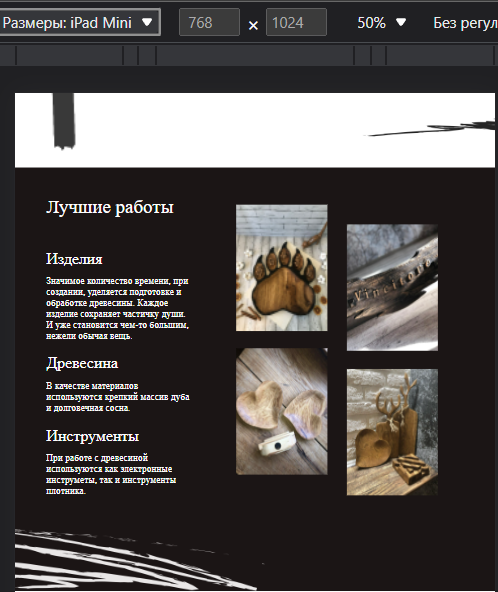 Размеры: iPad Mini ▼ 768 × 1024 50% ▼ Без регул
Лучшие работы
Изделия
Значимое количество времени, при
создании, уделяется подготовке и
обработке древесины. Каждое
изделие сохраняет частичку души.
И уже становится чем-то большим,
нежели обычая вещь.
Древесина
В качестве материалов
используются крепкий массив дуба
и долговечная сосна.
Инструменты
При работе с древесиной
используются как электронные
инструметы, так и инструменты
плотника.